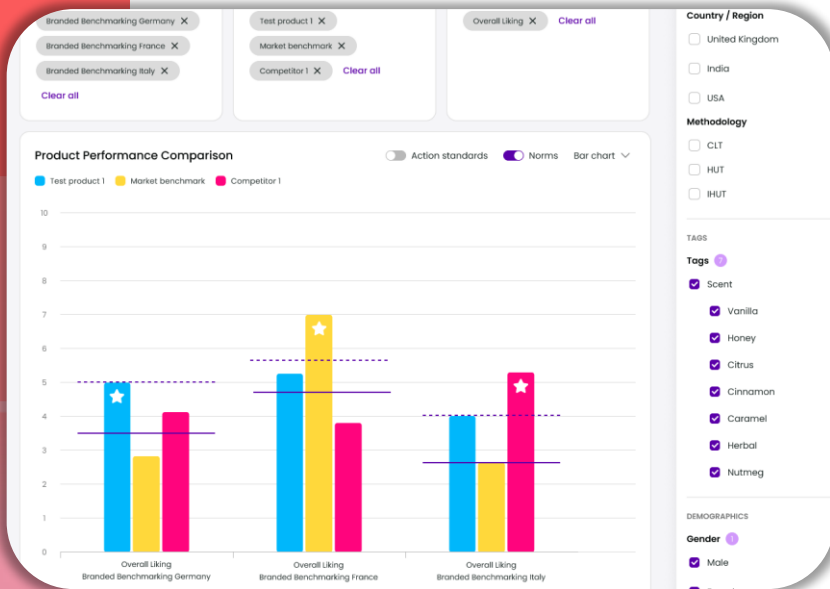 Branded Benchmarking Germany X
Branded Benchmarking France X
Branded Benchmarking Italy X
Clear all
Test product 1 X
Market benchmark X
Competitor 1 X
Clear all
Overall Liking X
Clear all
Product Performance Comparison
Action standards
Norms
Bar chart
Test product 1
Market benchmark
Competitor 1
10
9
8
7
6
5
4
3
2
1
0
Overall Liking
Branded Benchmarking Germany
Overall Liking
Branded Benchmarking France
Overall Liking
Branded Benchmarking Italy
Country / Region
United Kingdom
India
USA
Methodology
CLT
HUT
IHUT
TAGS
Tags 7
Scent
Vanilla
Honey
Citrus
Cinnamon
Caramel
Herbal
Nutmeg
DEMOGRAPHICS
Gender 1
Male